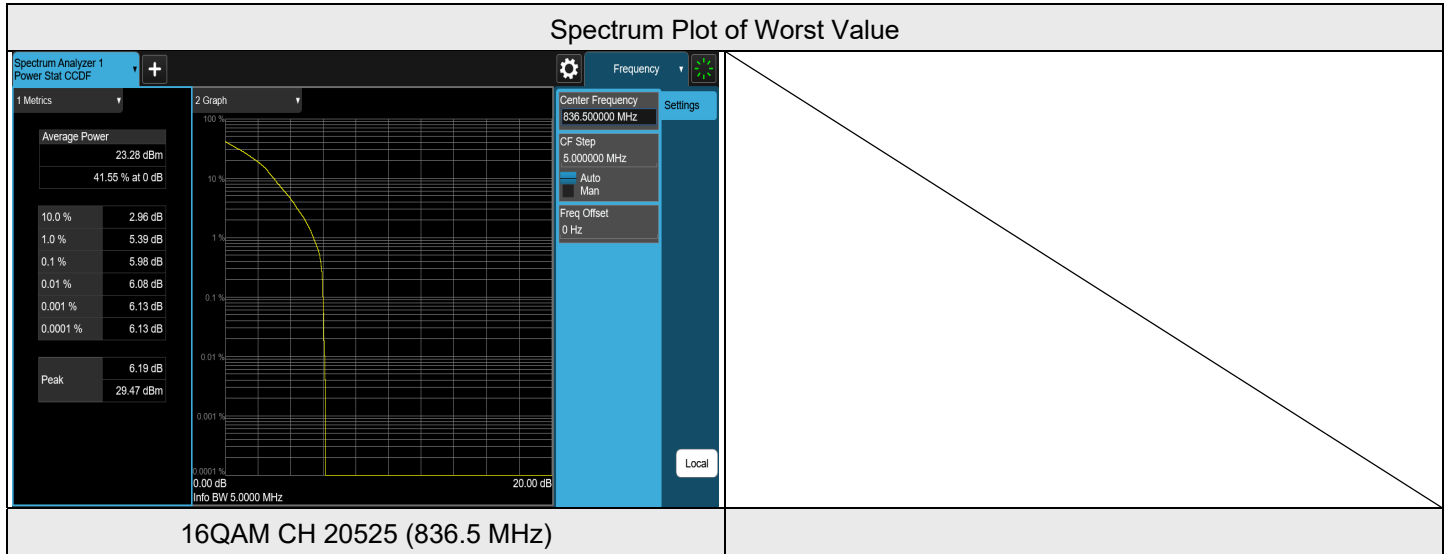 Spectrum Plot of Worst Value
Spectrum Analyzer 1
Power Stat CCDF
+
Frequency
1 Metrics
2 Graph
Average Power
23.28 dBm
41.55 % at 0 dB
10.0 % 2.96 dB
1.0 % 5.39 dB
0.1 % 5.98 dB
0.01 % 6.08 dB
0.001 % 6.13 dB
0.0001 % 6.13 dB
Peak
6.19 dB
29.47 dBm
100 %
10 %
1 %
0.1 %
0.01 %
0.001 %
0.0001 %
0.00 dB 20.00 dB
Info BW 5.0000 MHz
Center Frequency
836.500000 MHz
Settings
CF Step
5.000000 MHz
Auto
Man
Freq Offset
0 Hz
Local
16QAM CH 20525 (836.5 MHz)